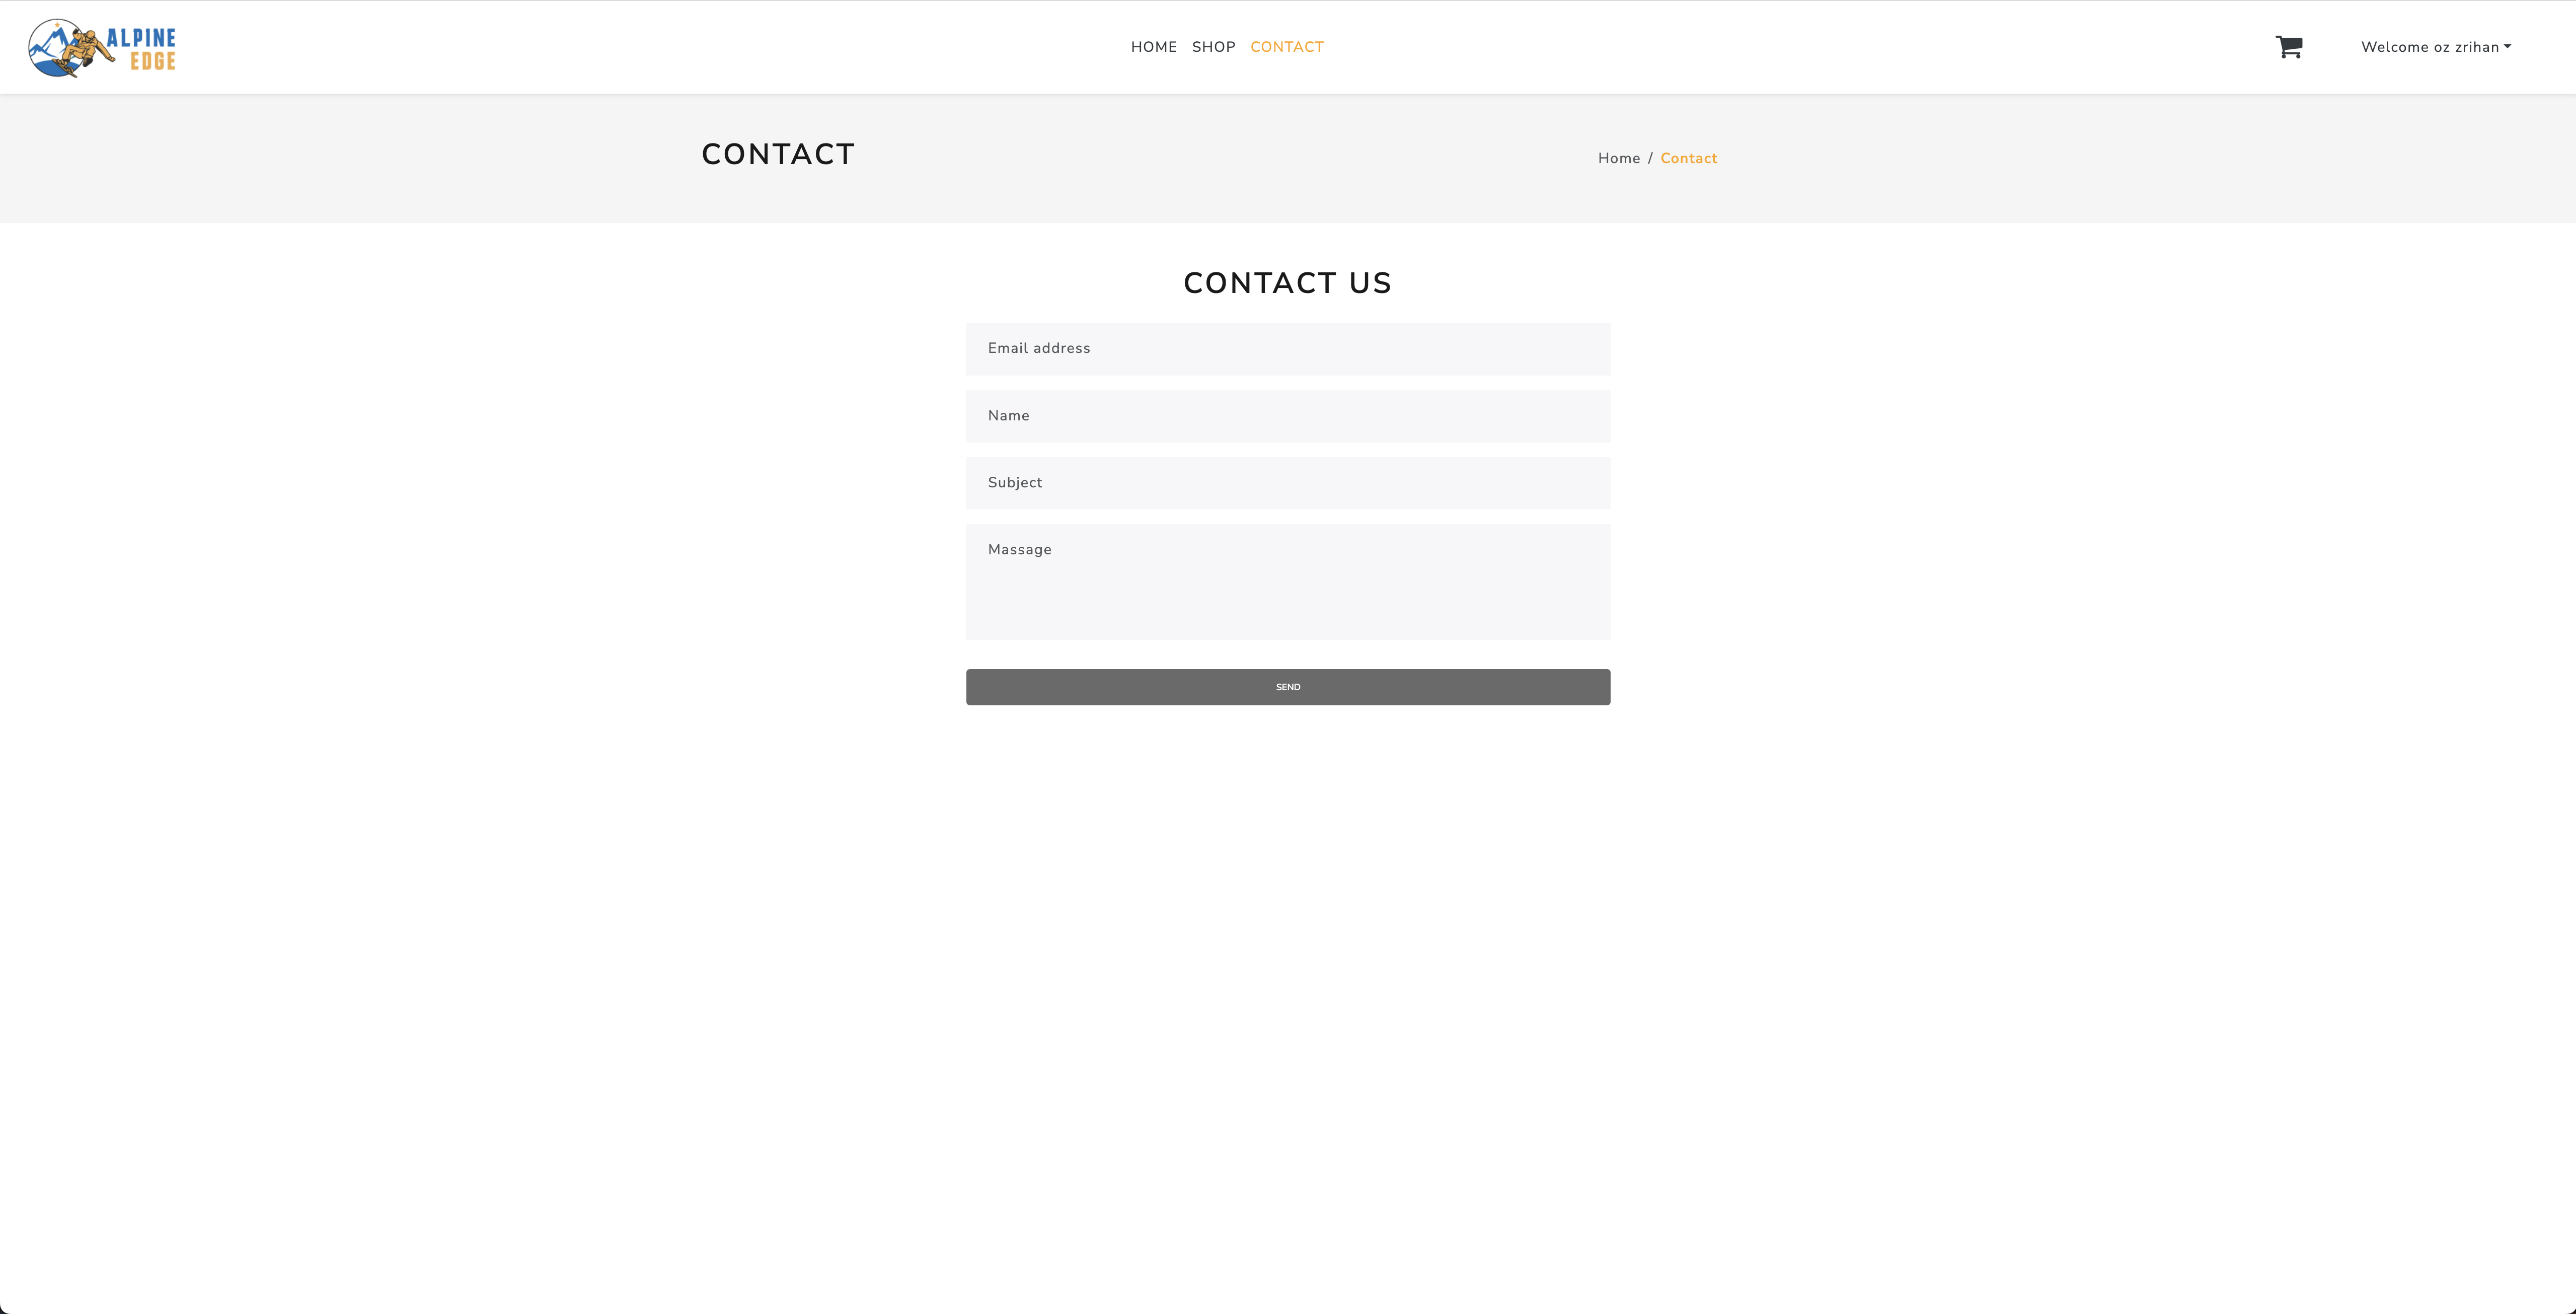 ALPINE
EDGE
HOME SHOP CONTACT
Welcome oz zrihan
CONTACT
Home / Contact
CONTACT US
Email address
Name
Subject
Massage
SEND